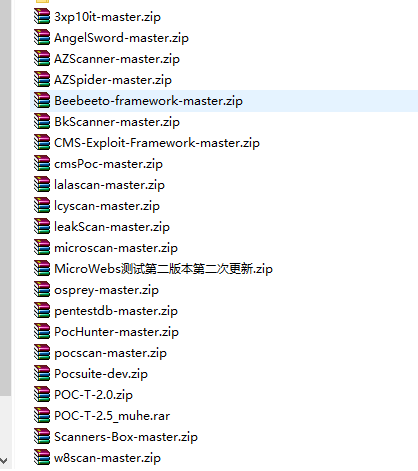 3xp10it-master.zip
AngelSword-master.zip
AZScanner-master.zip
AZSpider-master.zip
Beebeeto-framework-master.zip
BkScanner-master.zip
CMS-Exploit-Framework-master.zip
cmsPoc-master.zip
lalascan-master.zip
lcyscan-master.zip
leakScan-master.zip
microscan-master.zip
MicroWebs测试第二版本第二次更新.zip
osprey-master.zip
pentestdb-master.zip
PocHunter-master.zip
pocscan-master.zip
Pocsuite-dev.zip
POC-T-2.0.zip
POC-T-2.5_muhe.rar
Scanners-Box-master.zip
w8scan-master.zip